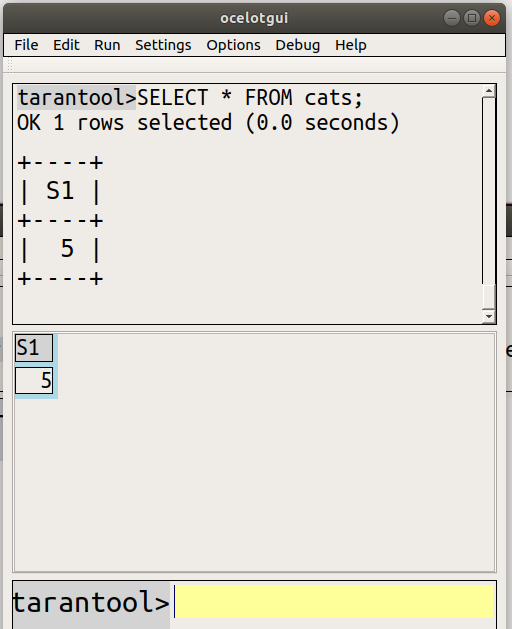 ocelotgui
File Edit Run Settings Options Debug Help
tarantool>SELECT * FROM cats;
OK 1 rows selected (0.0 seconds)
+----+
| S1 |
+----+
|  5 |
+----+
S1
5
tarantool>